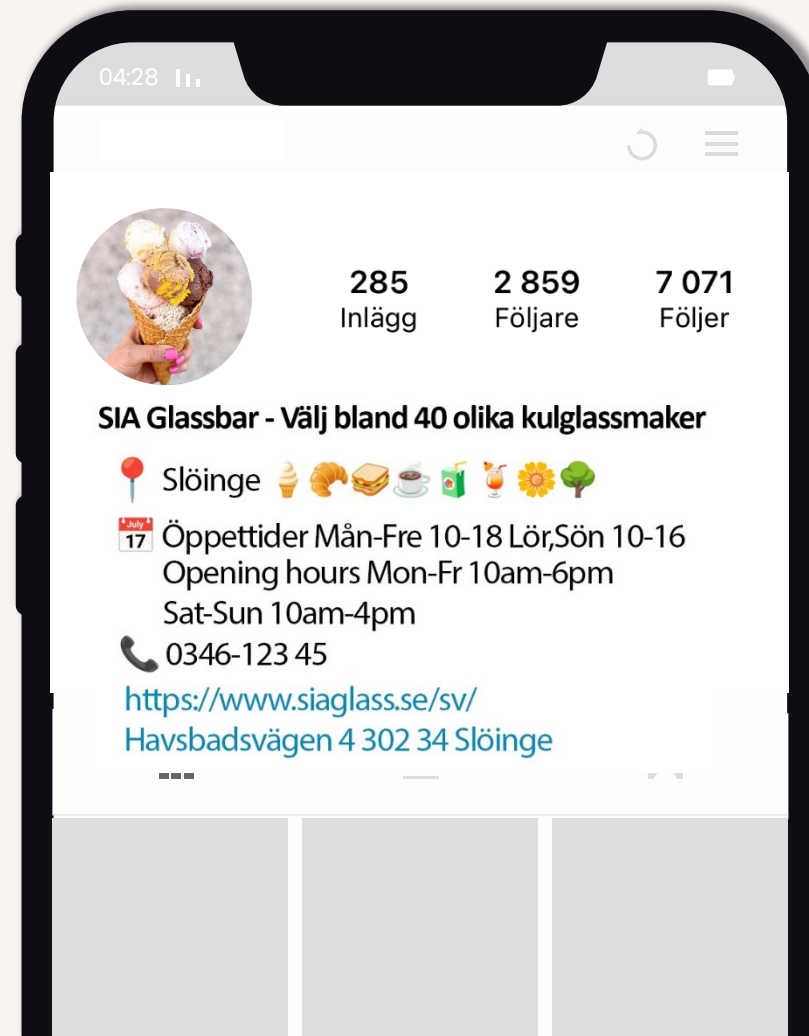 04:28
285 2 859 7 071
Inlägg Följare Följer
SIA Glassbar - Välj bland 40 olika kulglassmaker
Slöinge
July 17 Öppettider Mån-Fre 10-18 Lör,Sön 10-16
Opening hours Mon-Fr 10am-6pm
Sat-Sun 10am-4pm
0346-123 45
https://www.siaglass.se/sv/
Havsbadsvägen 4 302 34 Slöinge